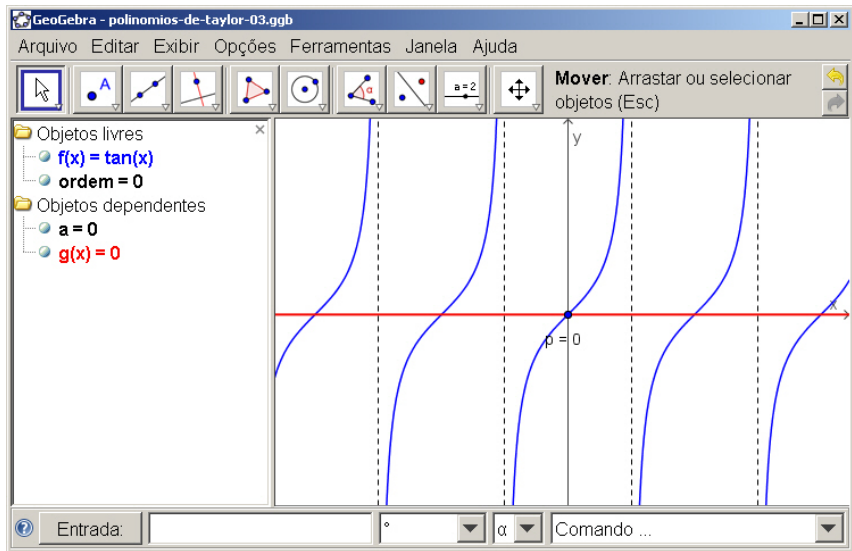 GeoGebra - polinomios-de-taylor-03.ggb
Arquivo Editar Exibir Opções Ferramentas Janela Ajuda
A
α
a = 2
Mover: Arrastar ou selecionar
objetos (Esc)
Objetos livres
f(x) = tan(x)
ordem = 0
Objetos dependentes
a = 0
g(x) = 0
y
x
p = 0
Entrada:
°
α
Comando ...